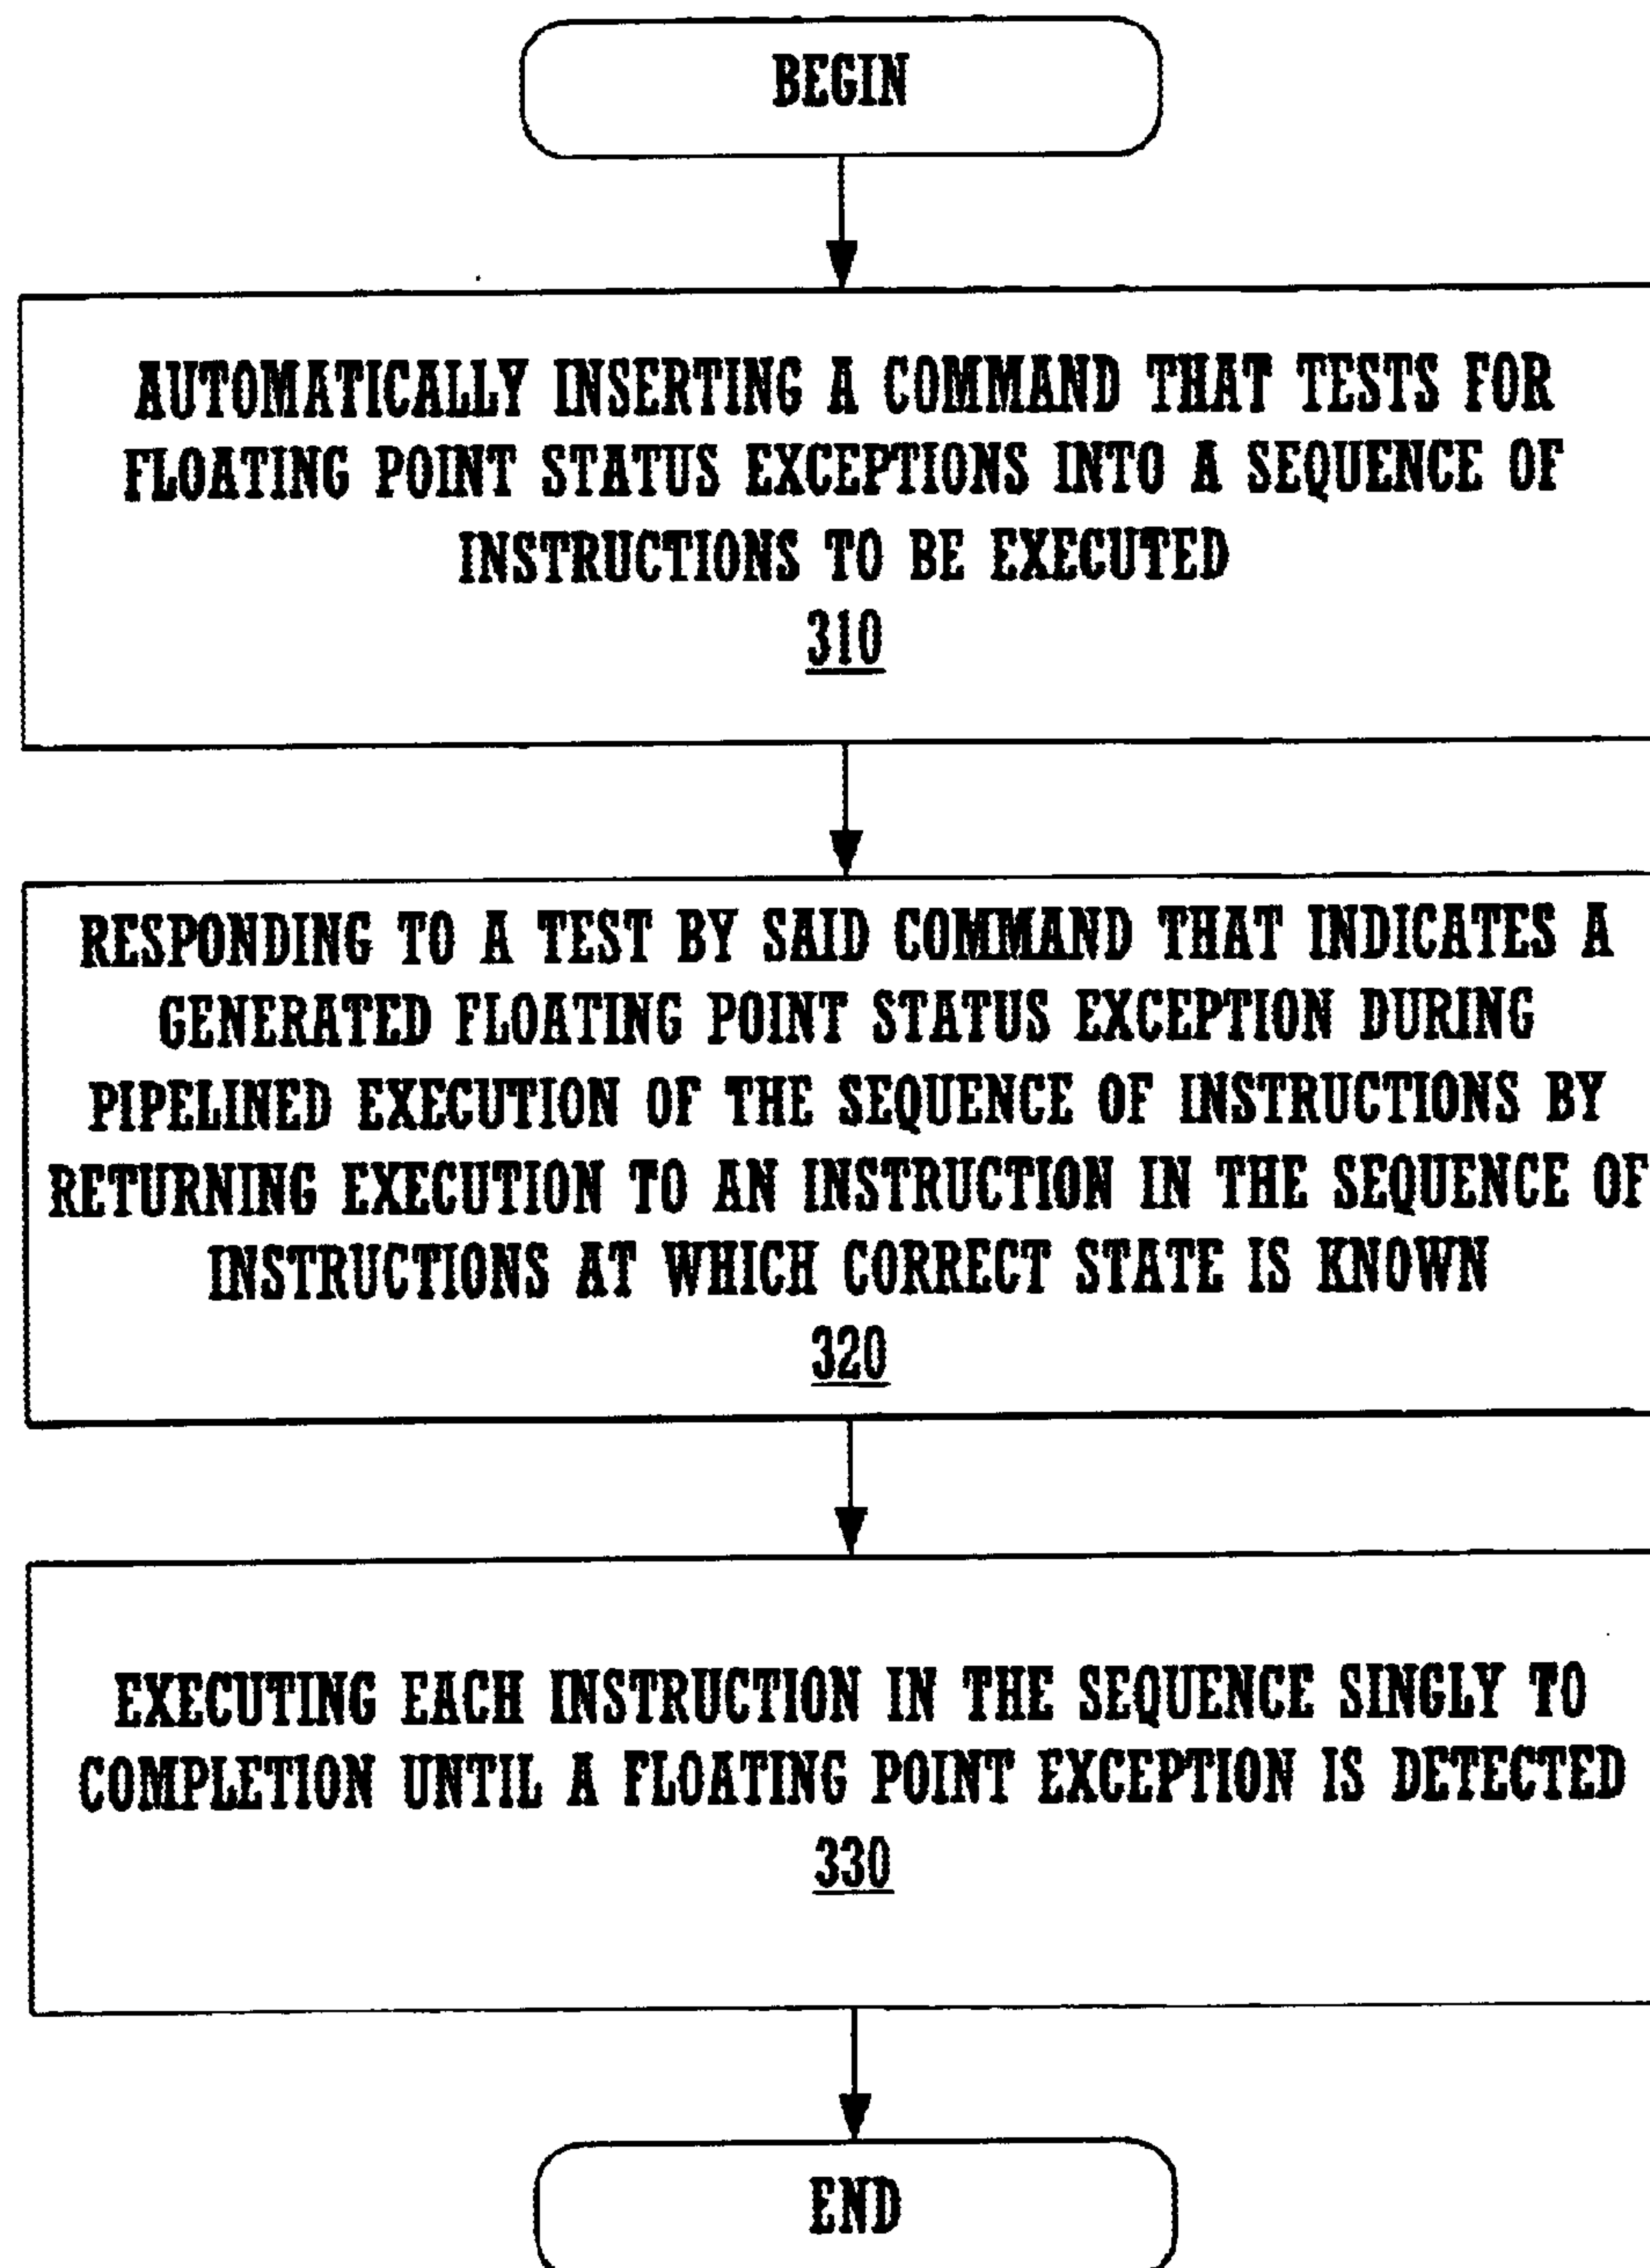 BEGIN
AUTOMATICALLY INSERTING A COMMAND THAT TESTS FOR
FLOATING POINT STATUS EXCEPTIONS INTO A SEQUENCE OF
INSTRUCTIONS TO BE EXECUTED
310
RESPONDING TO A TEST BY SAID COMMAND THAT INDICATES A
GENERATED FLOATING POINT STATUS EXCEPTION DURING
PIPELINED EXECUTION OF THE SEQUENCE OF INSTRUCTIONS BY
RETURNING EXECUTION TO AN INSTRUCTION IN THE SEQUENCE OF
INSTRUCTIONS AT WHICH CORRECT STATE IS KNOWN
320
EXECUTING EACH INSTRUCTION IN THE SEQUENCE SINGLY TO
COMPLETION UNTIL A FLOATING POINT EXCEPTION IS DETECTED
330
END